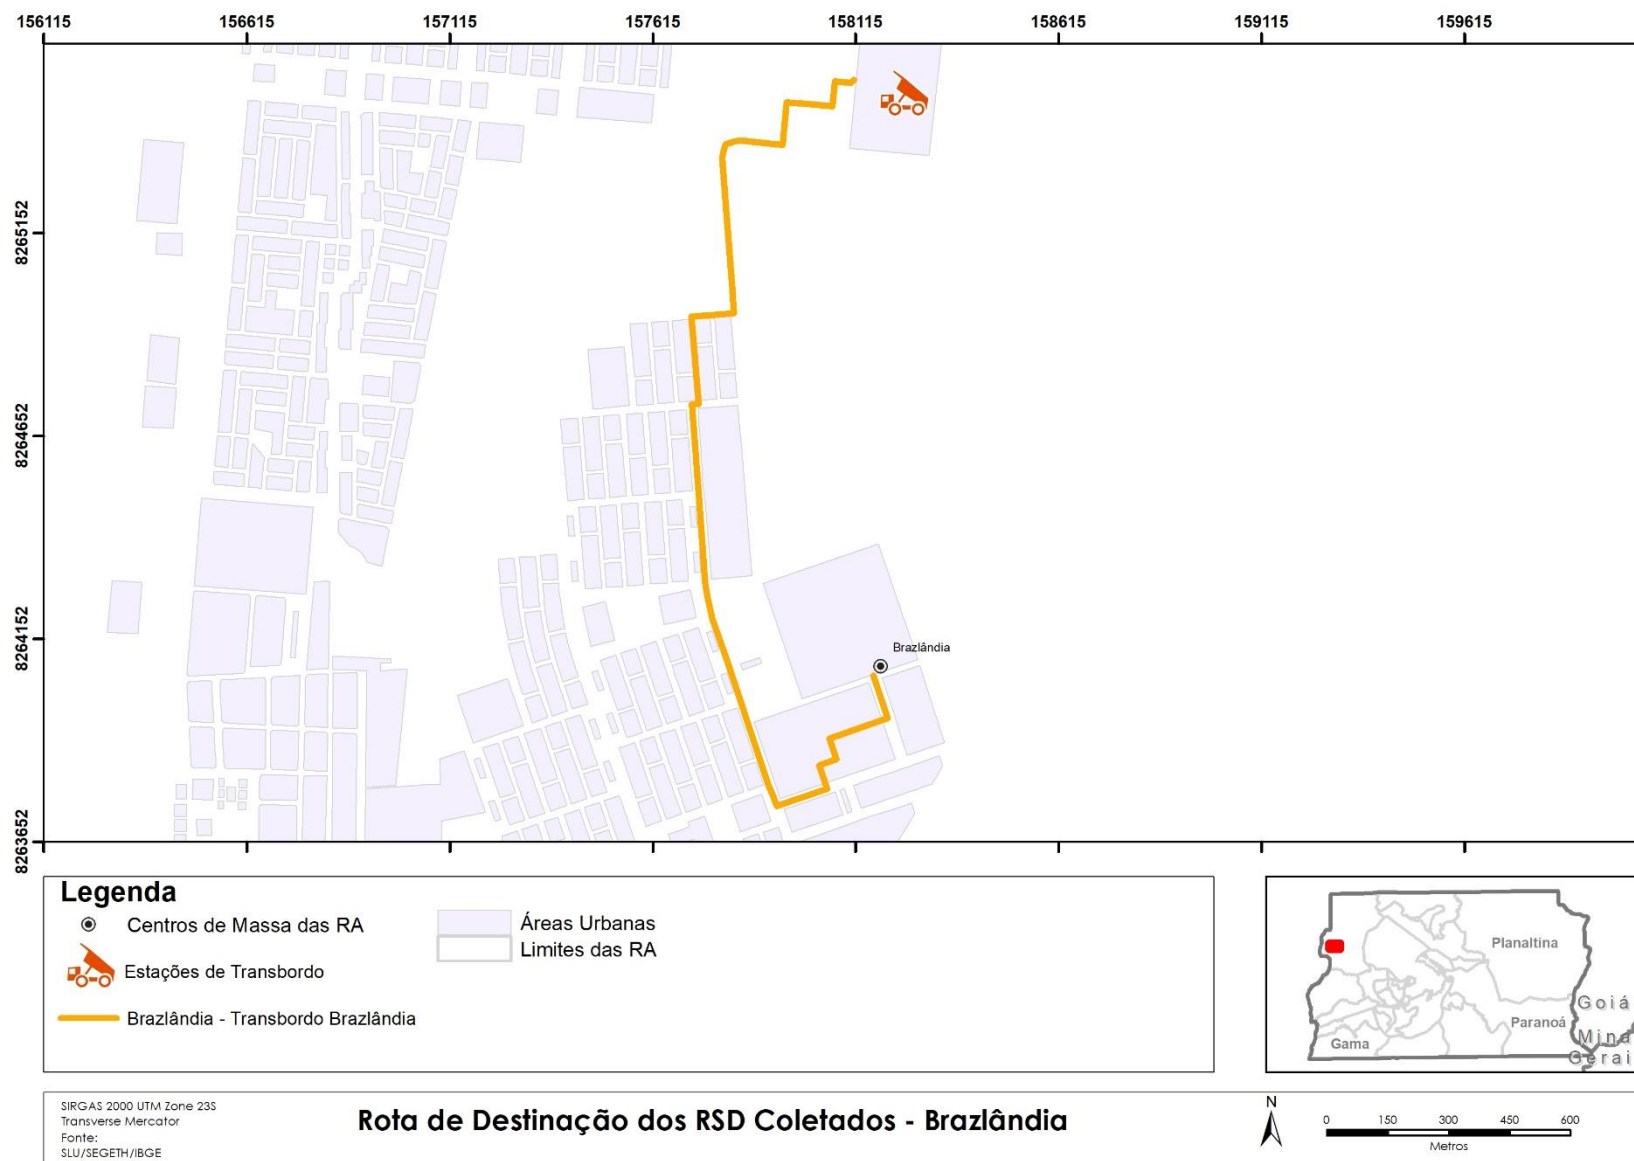 156115 156615 157115 157615 158115 158615 159115 159615
8265152
8264652
8264152
8263652
Brazlândia
Legenda
Centros de Massa das RA
Estações de Transbordo
Brazlândia - Transbordo Brazlândia
Áreas Urbanas
Limites das RA
Planaltina
Goiá
Paranoá
Mina
Gama
Gerai
SIRGAS 2000 UTM Zone 23S
Transverse Mercator
Fonte:
SLU/SEGETH/IBGE
Rota de Destinação dos RSD Coletados - Brazlândia
N
0 150 300 450 600
Metros